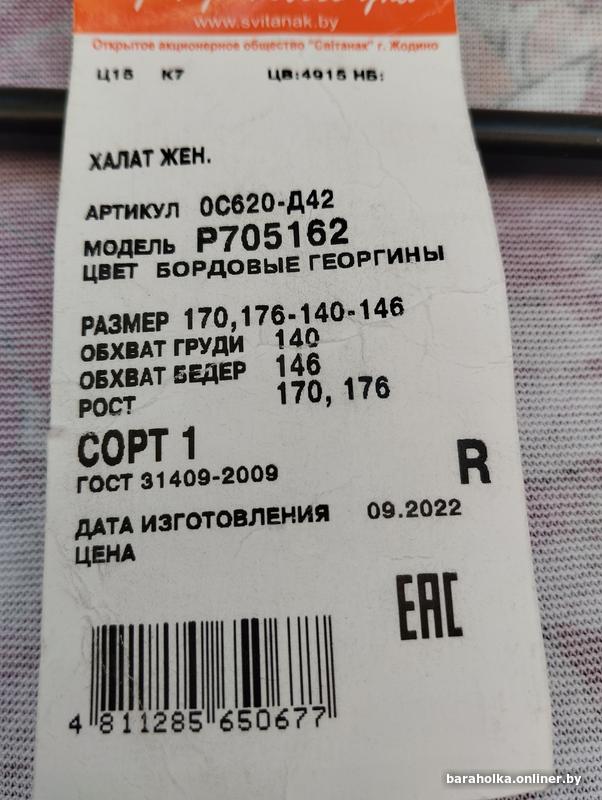 www.svitanak.by
Открытое акционерное общество "Світанак" г. Жодино
Ц15 К7 ЦВ:4915 НБ:
ХАЛАТ ЖЕН.
АРТИКУЛ 0С620-Д42
МОДЕЛЬ Р705162
ЦВЕТ БОРДОВЫЕ ГЕОРГИНЫ
РАЗМЕР 170,176-140-146
ОБХВАТ ГРУДИ 140
ОБХВАТ БЕДЕР 146
РОСТ 170, 176
СОРТ 1
ГОСТ 31409-2009
R
ДАТА ИЗГОТОВЛЕНИЯ 09.2022
ЦЕНА
EAC
4 811285 650677
baraholka.onliner.by